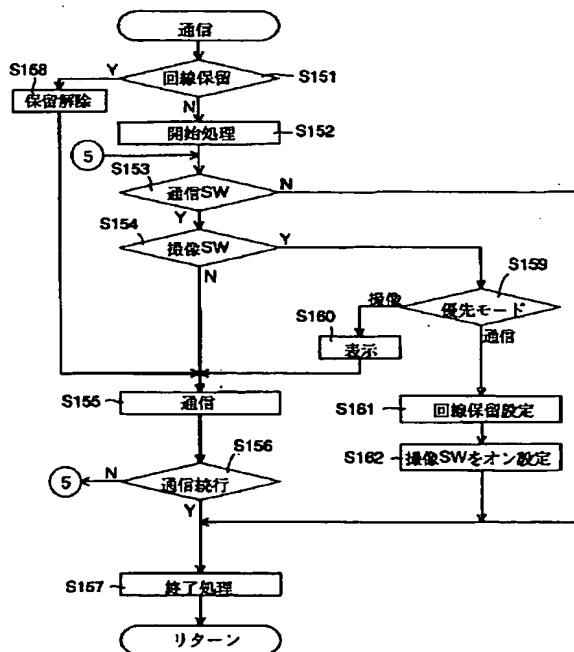 通信
S151
回線保留
Y
S158
保留解除
N
開始処理
S152
5
S153
通信SW
N
Y
S154
撮像SW
Y
N
S159
優先モード
撮像
通信
S160
表示
S155
通信
S161
回線保留設定
S156
通信続行
N
5
Y
S162
撮像SWをオン設定
S157
終了処理
リターン